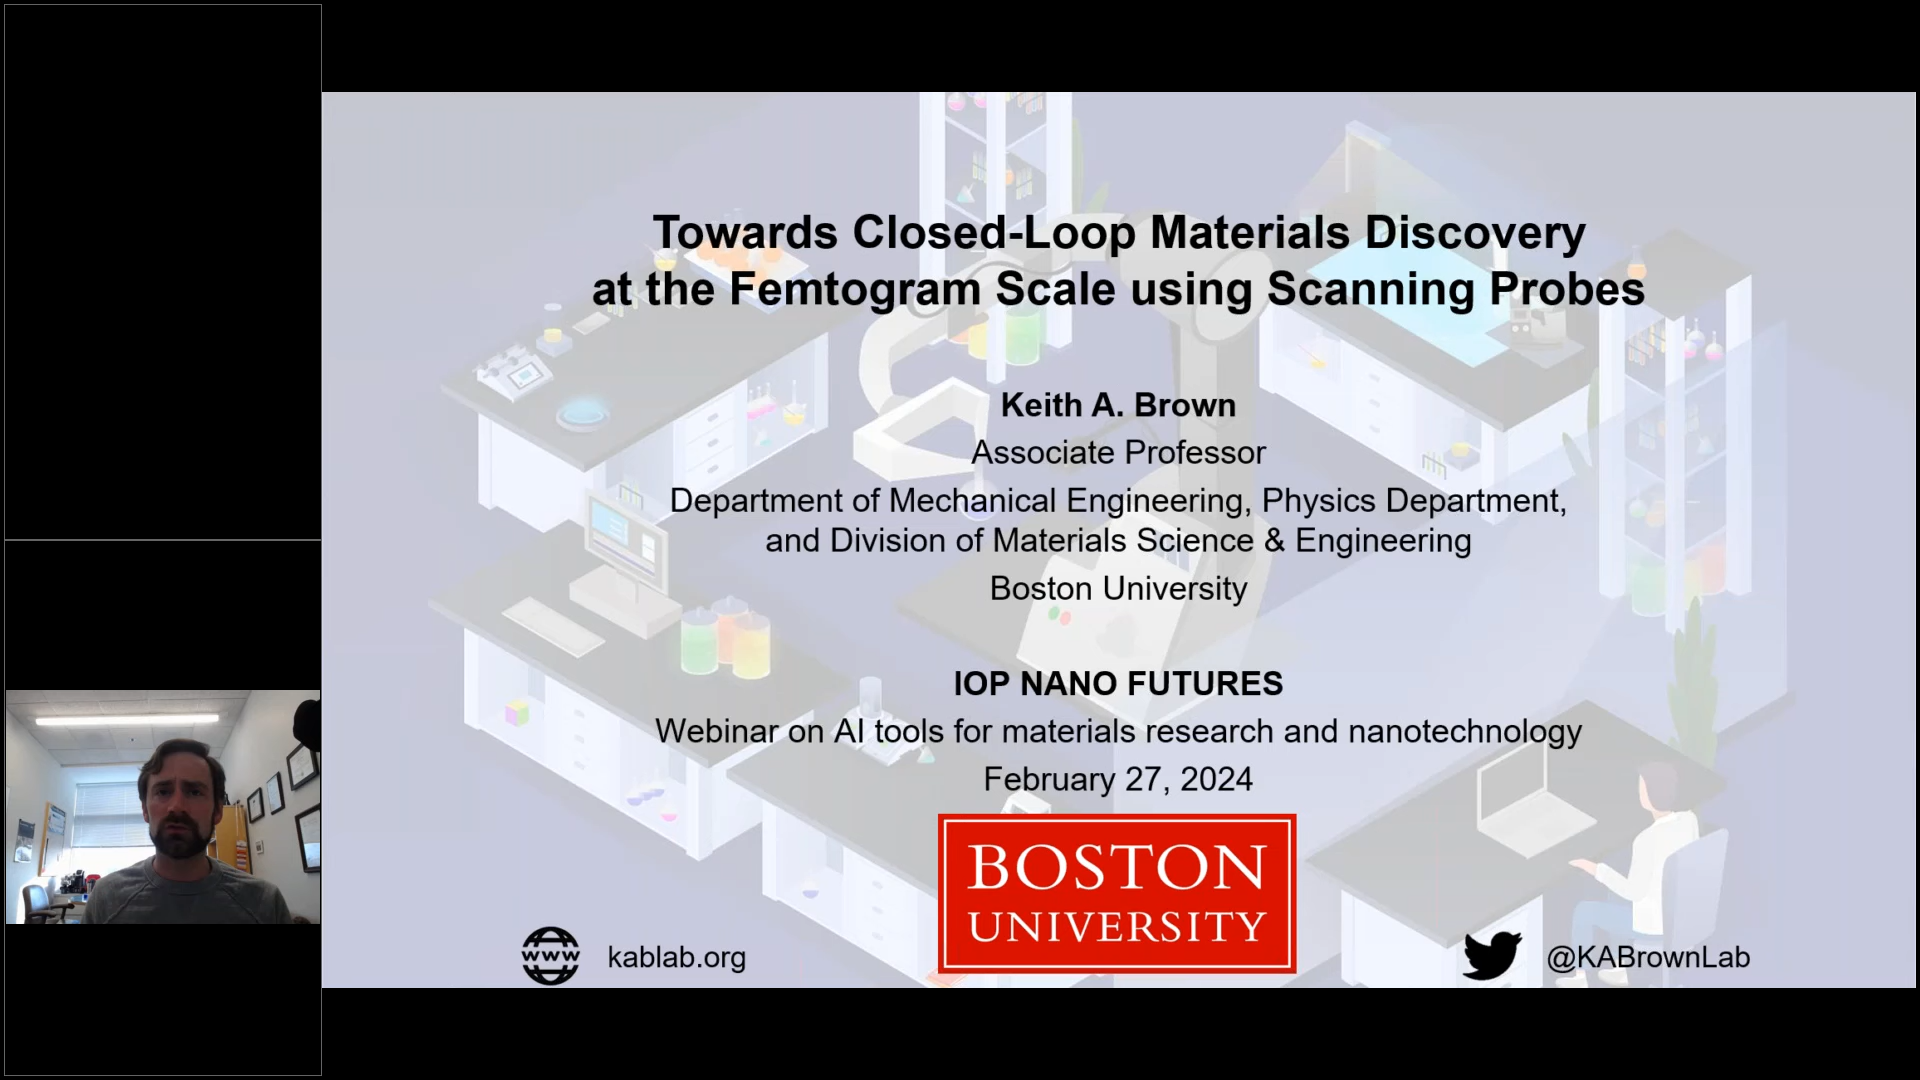 Towards Closed-Loop Materials Discovery
at the Femtogram Scale using Scanning Probes
Keith A. Brown
Associate Professor
Department of Mechanical Engineering, Physics Department,
and Division of Materials Science & Engineering
Boston University
IOP NANO FUTURES
Webinar on AI tools for materials research and nanotechnology
February 27, 2024
BOSTON
UNIVERSITY
www
kablab.org
@KABrownLab